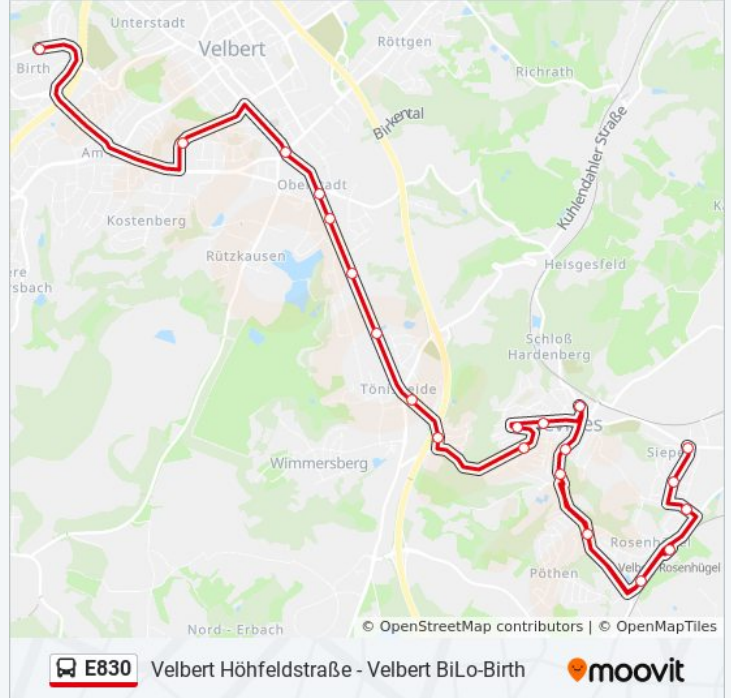 Unterstadt
Velbert
Röttgen
Birth
Richrath
Birkental
Kuhlendahler Straße
Am
Oberstadt
Kostenberg
Rützkausen
Heisgesfeld
sbach
Schloß
Hardenberg
Tönisheide
Wimmersberg
Rosenhügel
Pöthen
Rosenhügel
Nord - Erbach
© OpenStreetMap contributors | © OpenMapTiles
E830 Velbert Höhfeldstraße - Velbert BiLo-Birth moovit